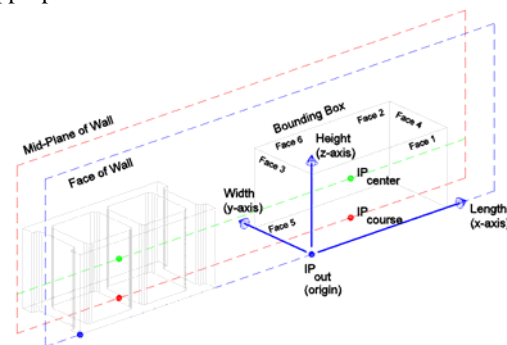 Mid-Plane of Wall
Face of Wall
Bounding Box
Face 2
Face 4
Face 6
Height
(z-axis)
Face 1
Face 3
IP center
Width
(y-axis)
Face 5
IP course
Length
(x-axis)
IP out
(origin)